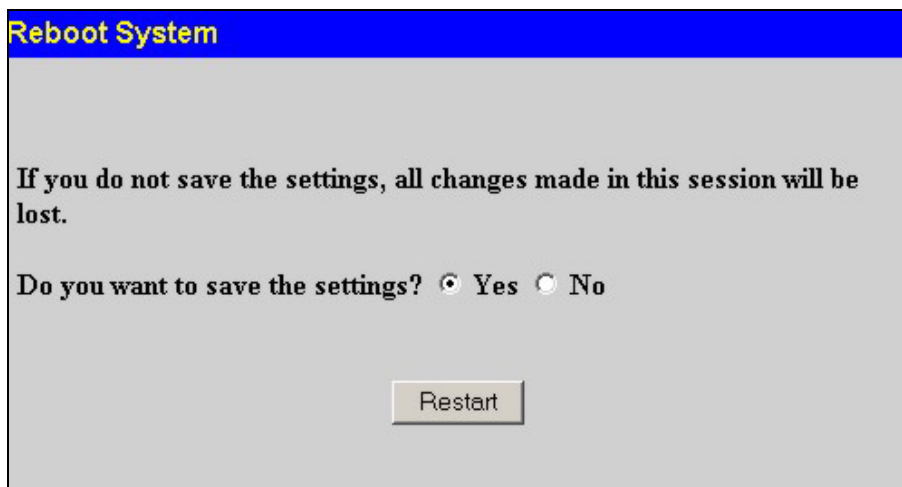 Reboot System
If you do not save the settings, all changes made in this session will be
lost.
Do you want to save the settings? Yes No
Restart